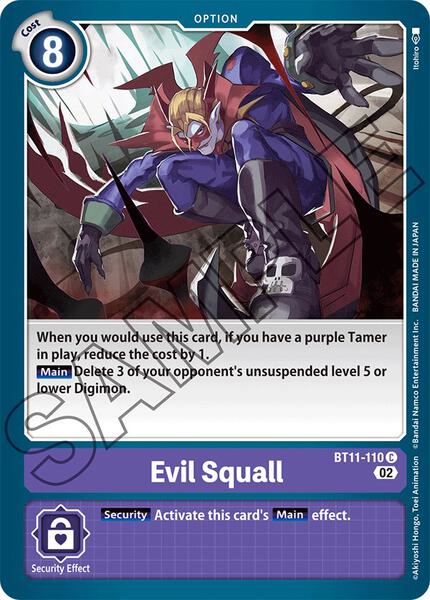 OPTION
Cost
8
Itohiro
SAMPLE
When you would use this card, if you have a purple Tamer
in play, reduce the cost by 1.
Main Delete 3 of your opponent's unsuspended level 5 or
lower Digimon.
BT11-110 C
02
Evil Squall
Security Activate this card's Main effect.
Security Effect
©Akiyoshi Hongo, Toei Animation ©Bandai Namco Entertainment Inc. BANDAI MADE IN JAPAN